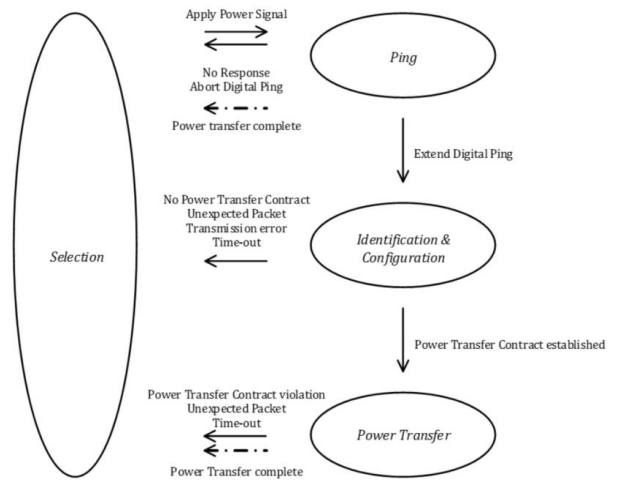 Apply Power Signal
Ping
No Response
Abort Digital Ping
Power transfer complete
Extend Digital Ping
No Power Transfer Contract
Unexpected Packet
Transmission error
Time-out
Selection
Identification &
Configuration
Power Transfer Contract established
Power Transfer Contract violation
Unexpected Packet
Time-out
Power Transfer
Power Transfer complete